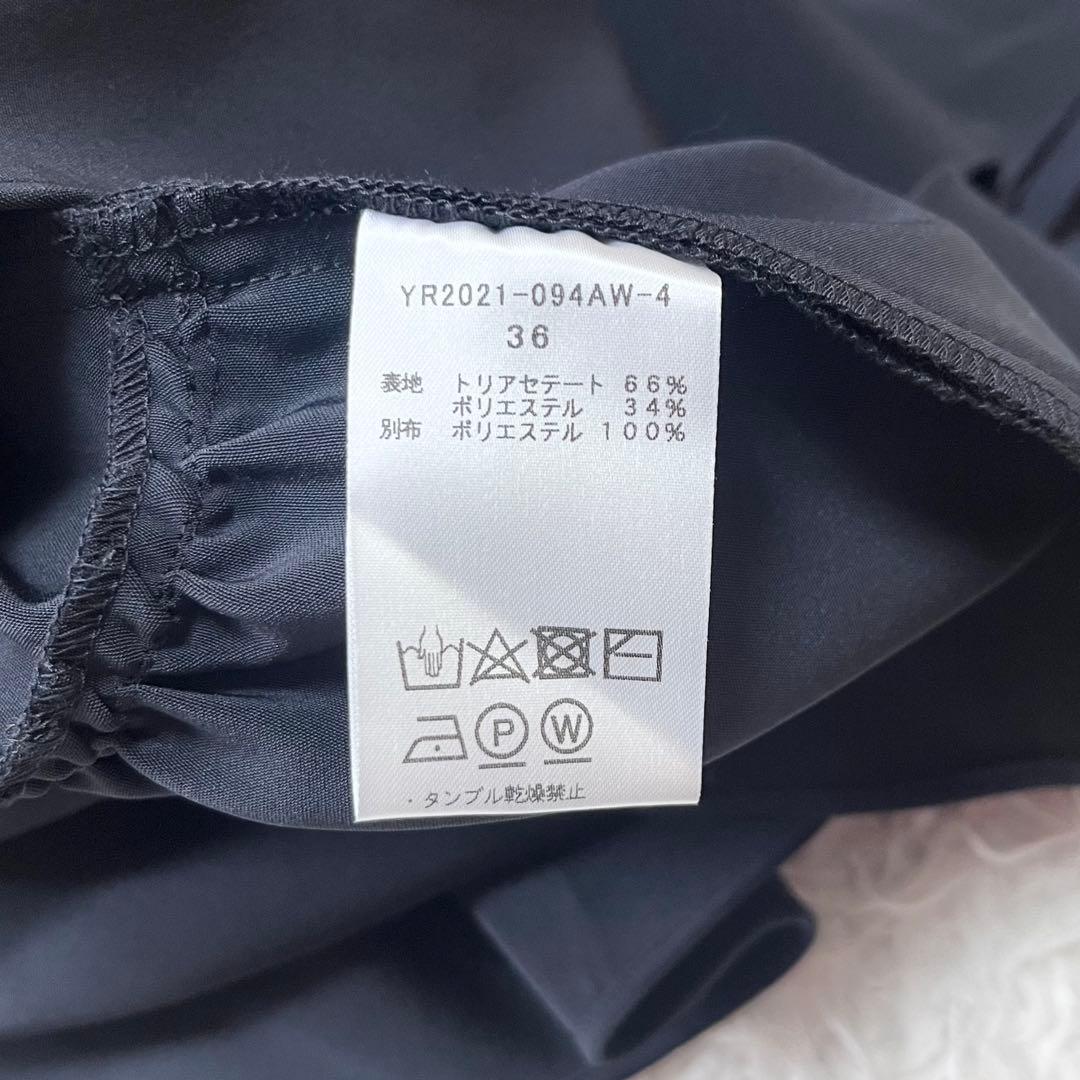 YR2021-094AW-4
36
表地 トリアセテート 66%
ポリエステル 34%
別布 ポリエステル 100%
P W
・タンブル乾燥禁止